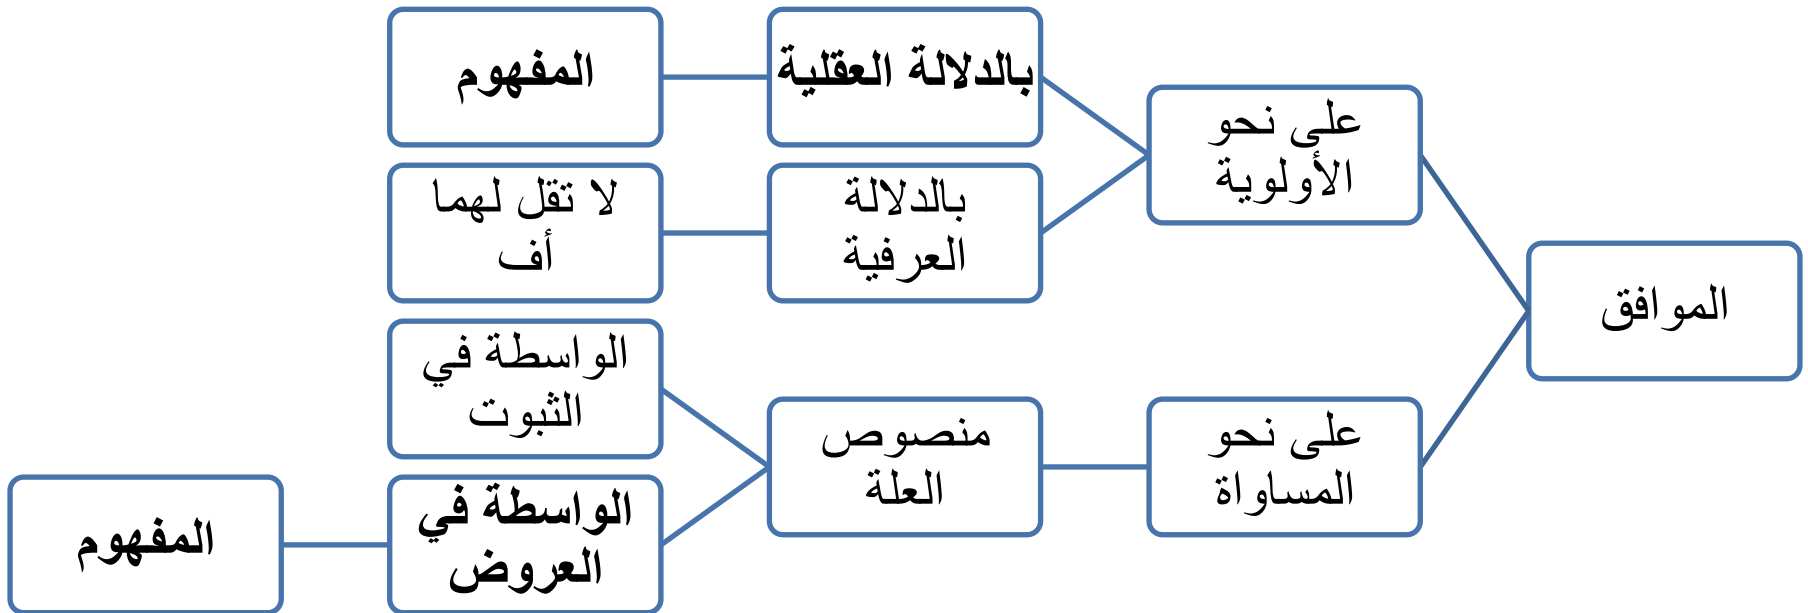 الموافق
على نحو
الأولوية
بالدلالة العقلية
المفهوم
بالدلالة
العرفية
لا تقل لهما
أف
على نحو
المساواة
منصوص
العلة
الواسطة في
الثبوت
الواسطة في
العروض
المفهوم